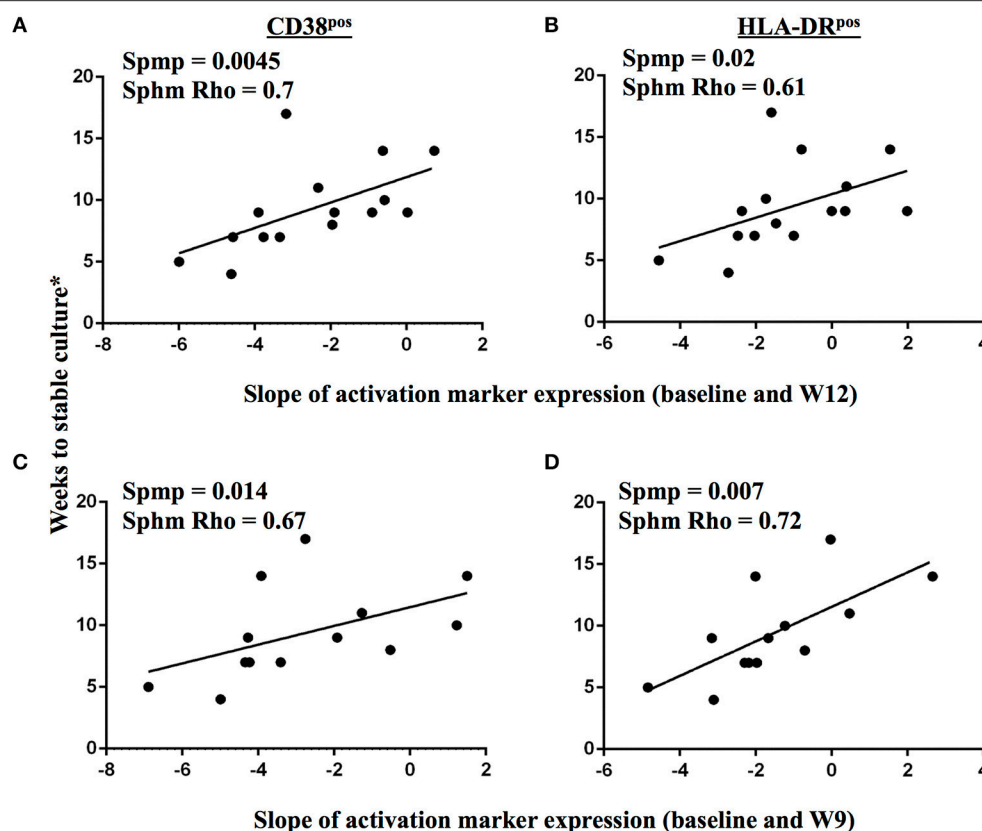 A
CD38pos
Spmp = 0.0045
Sphm Rho = 0.7
20
15
10
5
0
-8 -6 -4 -2 0 2
B
HLA-DRpos
Spmp = 0.02
Sphm Rho = 0.61
20
15
10
5
0
-6 -4 -2 0 2 4
Weeks to stable culture*
Slope of activation marker expression (baseline and W12)
C
Spmp = 0.014
Sphm Rho = 0.67
20
15
10
5
0
-8 -6 -4 -2 0 2
D
Spmp = 0.007
Sphm Rho = 0.72
20
15
10
5
0
-6 -4 -2 0 2 4
Slope of activation marker expression (baseline and W9)